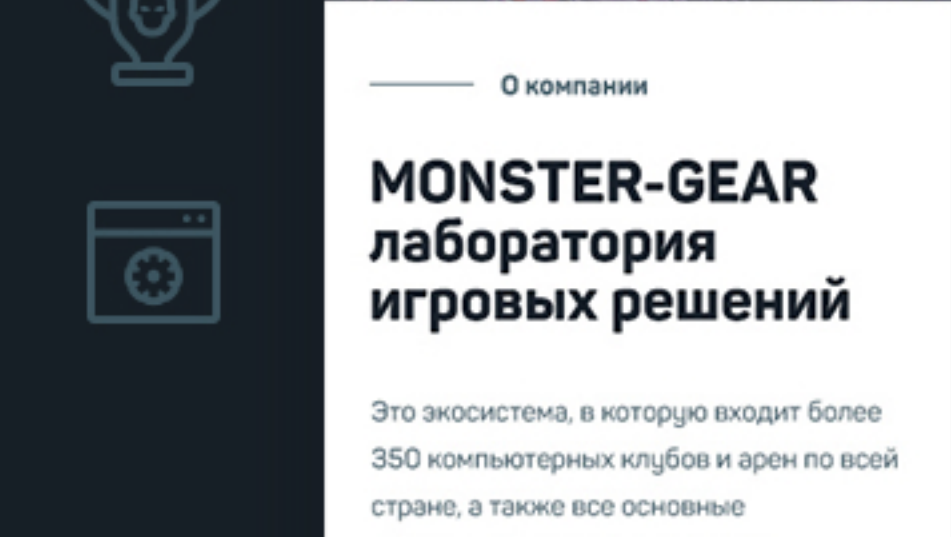 О компании
MONSTER-GEAR
лаборатория
игровых решений
Это экосистема, в которую входит более
350 компьютерных клубов и арен по всей
стране, а также все основные